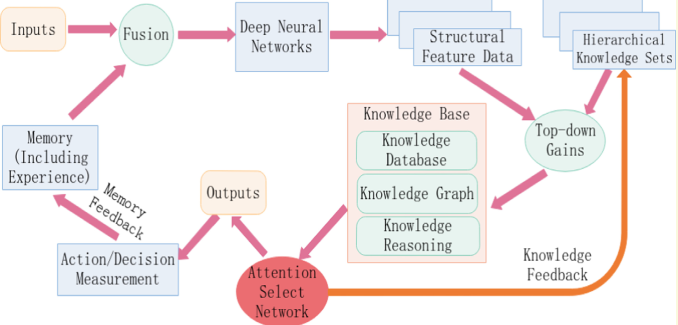 Inputs
Fusion
Deep Neural
Networks
Structural
Feature Data
Hierarchical
Knowledge Sets
Knowledge Base
Knowledge
Database
Knowledge Graph
Knowledge
Reasoning
Top-down
Gains
Memory
(Including
Experience)
Memory
Feedback
Outputs
Action/Decision
Measurement
Attention
Select
Network
Knowledge
Feedback